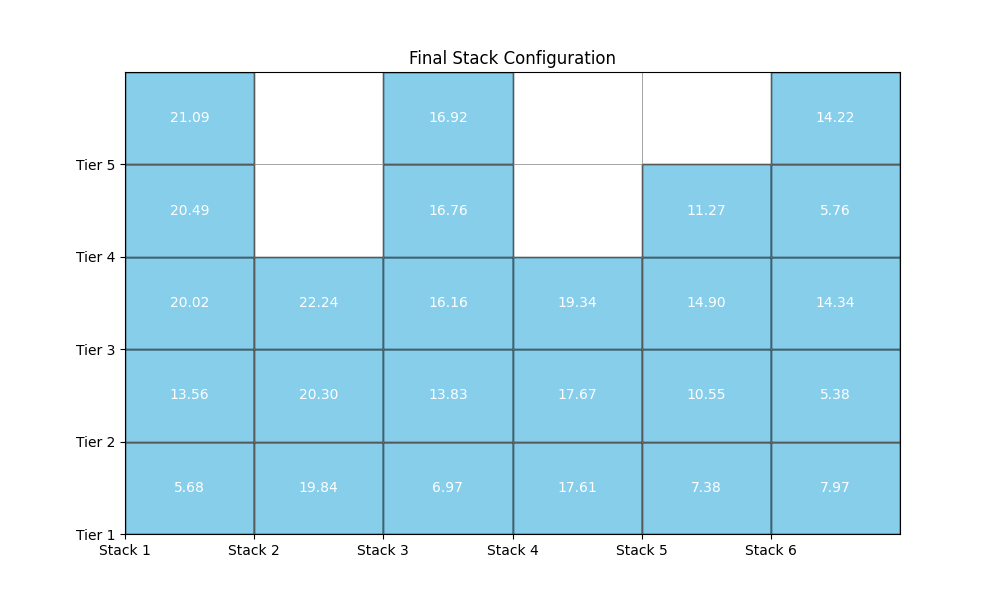 Final Stack Configuration
21.09 16.92 14.22
Tier 5
20.49 16.76 11.27 5.76
Tier 4
20.02 22.24 16.16 19.34 14.90 14.34
Tier 3
13.56 20.30 13.83 17.67 10.55 5.38
Tier 2
5.68 19.84 6.97 17.61 7.38 7.97
Tier 1
Stack 1 Stack 2 Stack 3 Stack 4 Stack 5 Stack 6